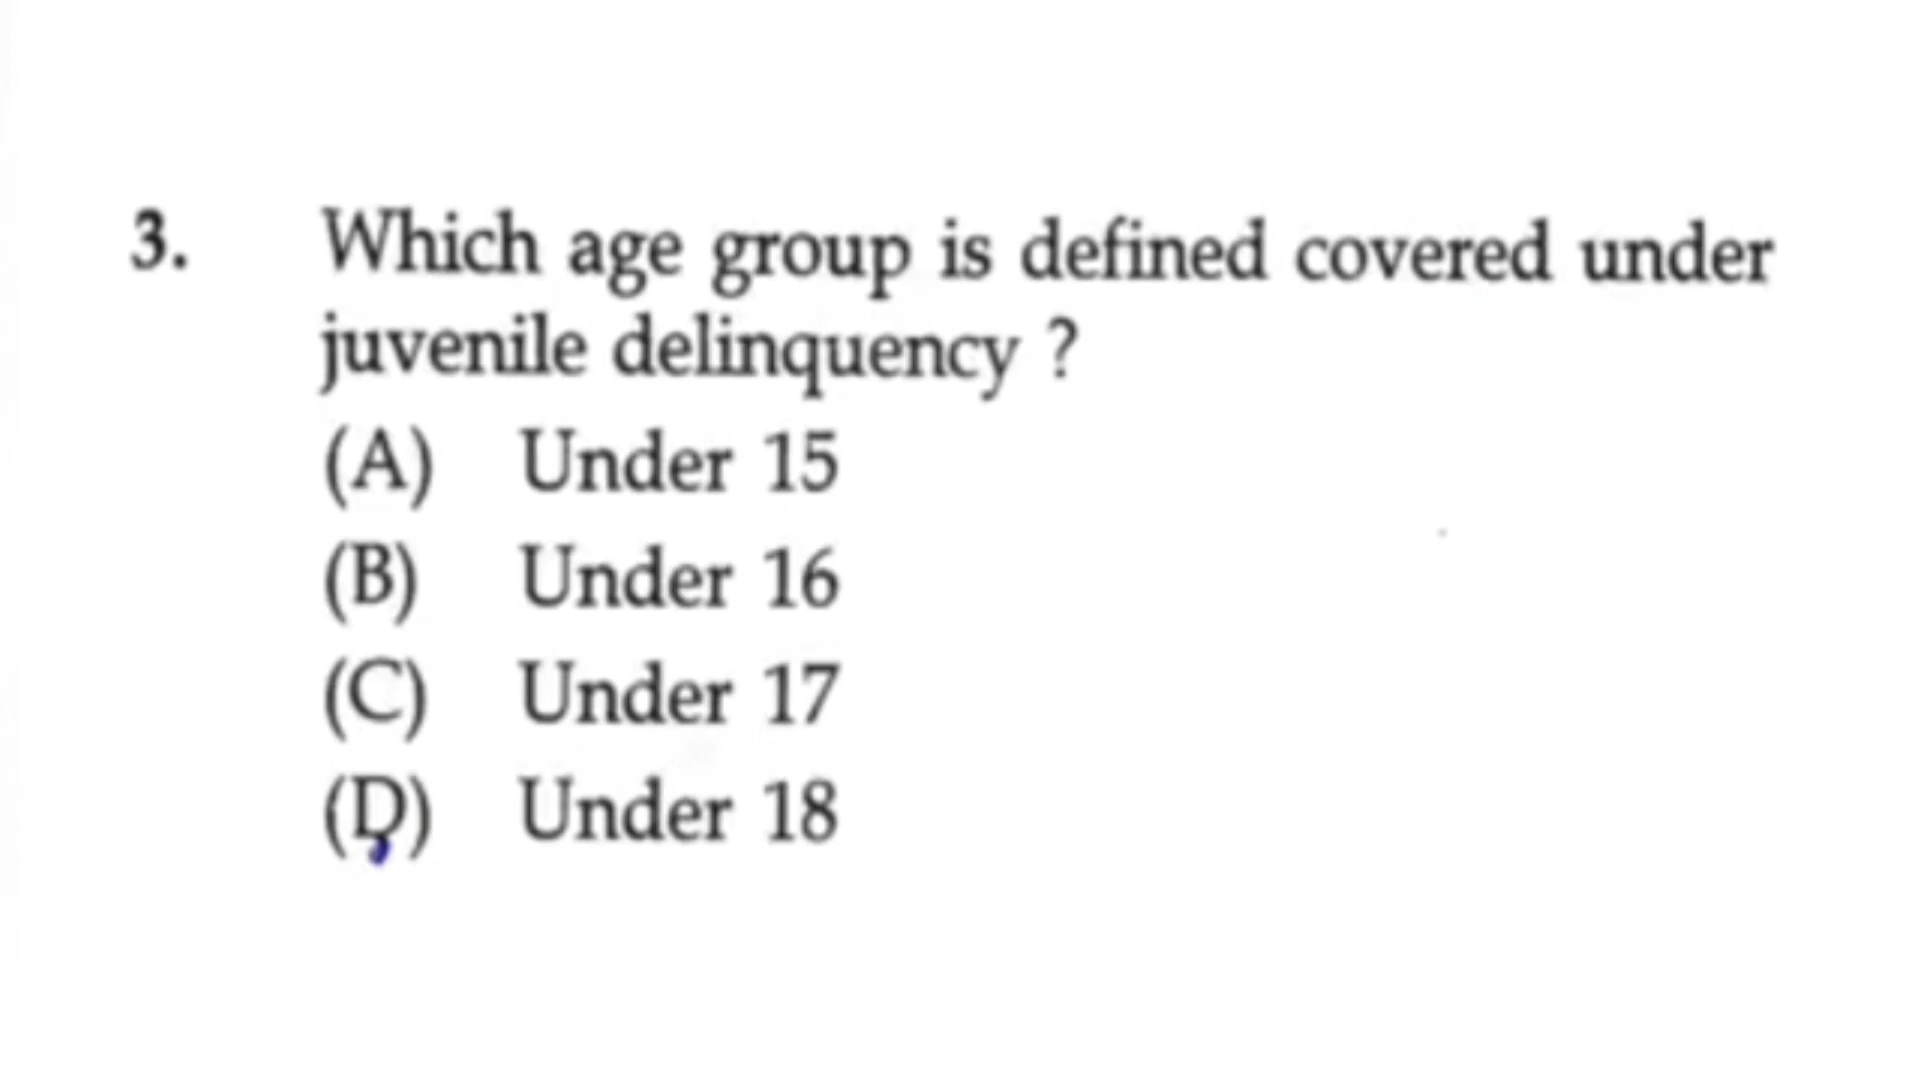 3. Which age group is defined covered under
juvenile delinquency ?
(A) Under 15
(B) Under 16
(C) Under 17
(D) Under 18